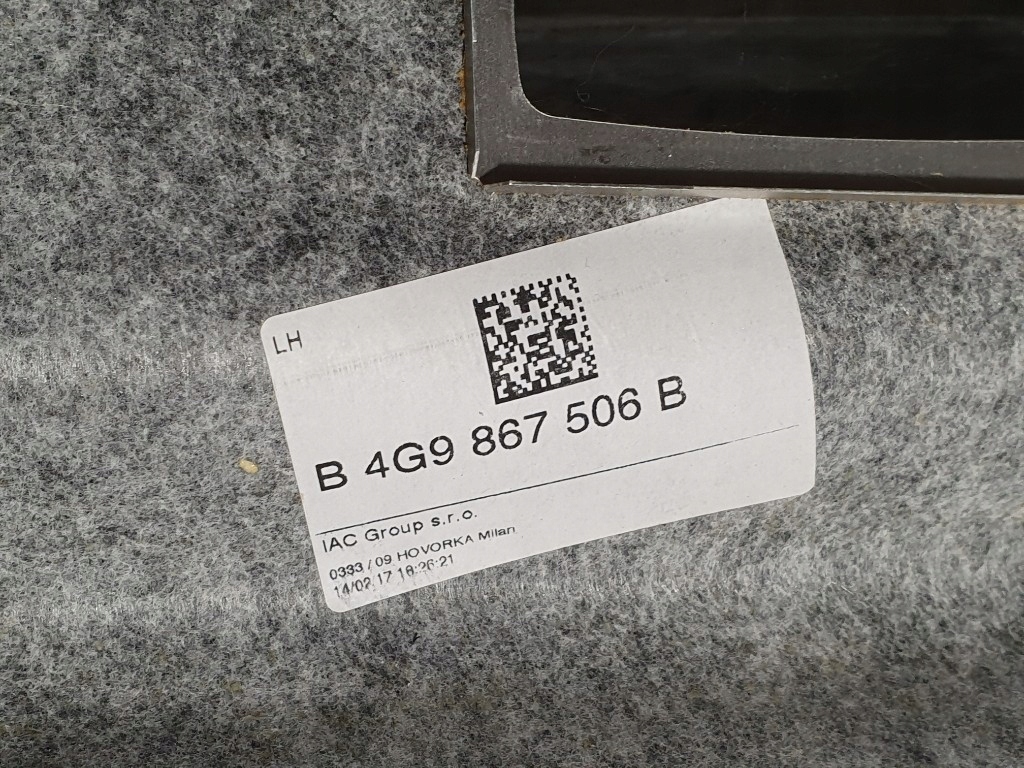 LH
B 4G9 867 506 B
IAC Group s.r.o.
0333 / 09 HOVORKA Milan
14/02.17 18:26:21